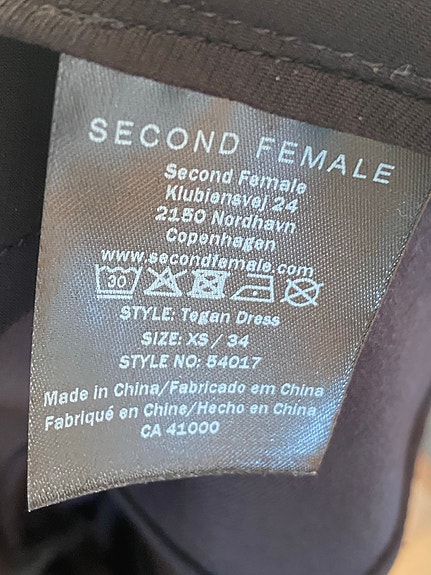 SECOND FEMALE
Second Female
Klubiensvej 24
2150 Nordhavn
Copenhagen
www.secondfemale.com
30
STYLE: Tegan Dress
SIZE: XS / 34
STYLE NO: 54017
Made in China/Fabricado em China
Fabriqué en Chine/Hecho en China
CA 41000